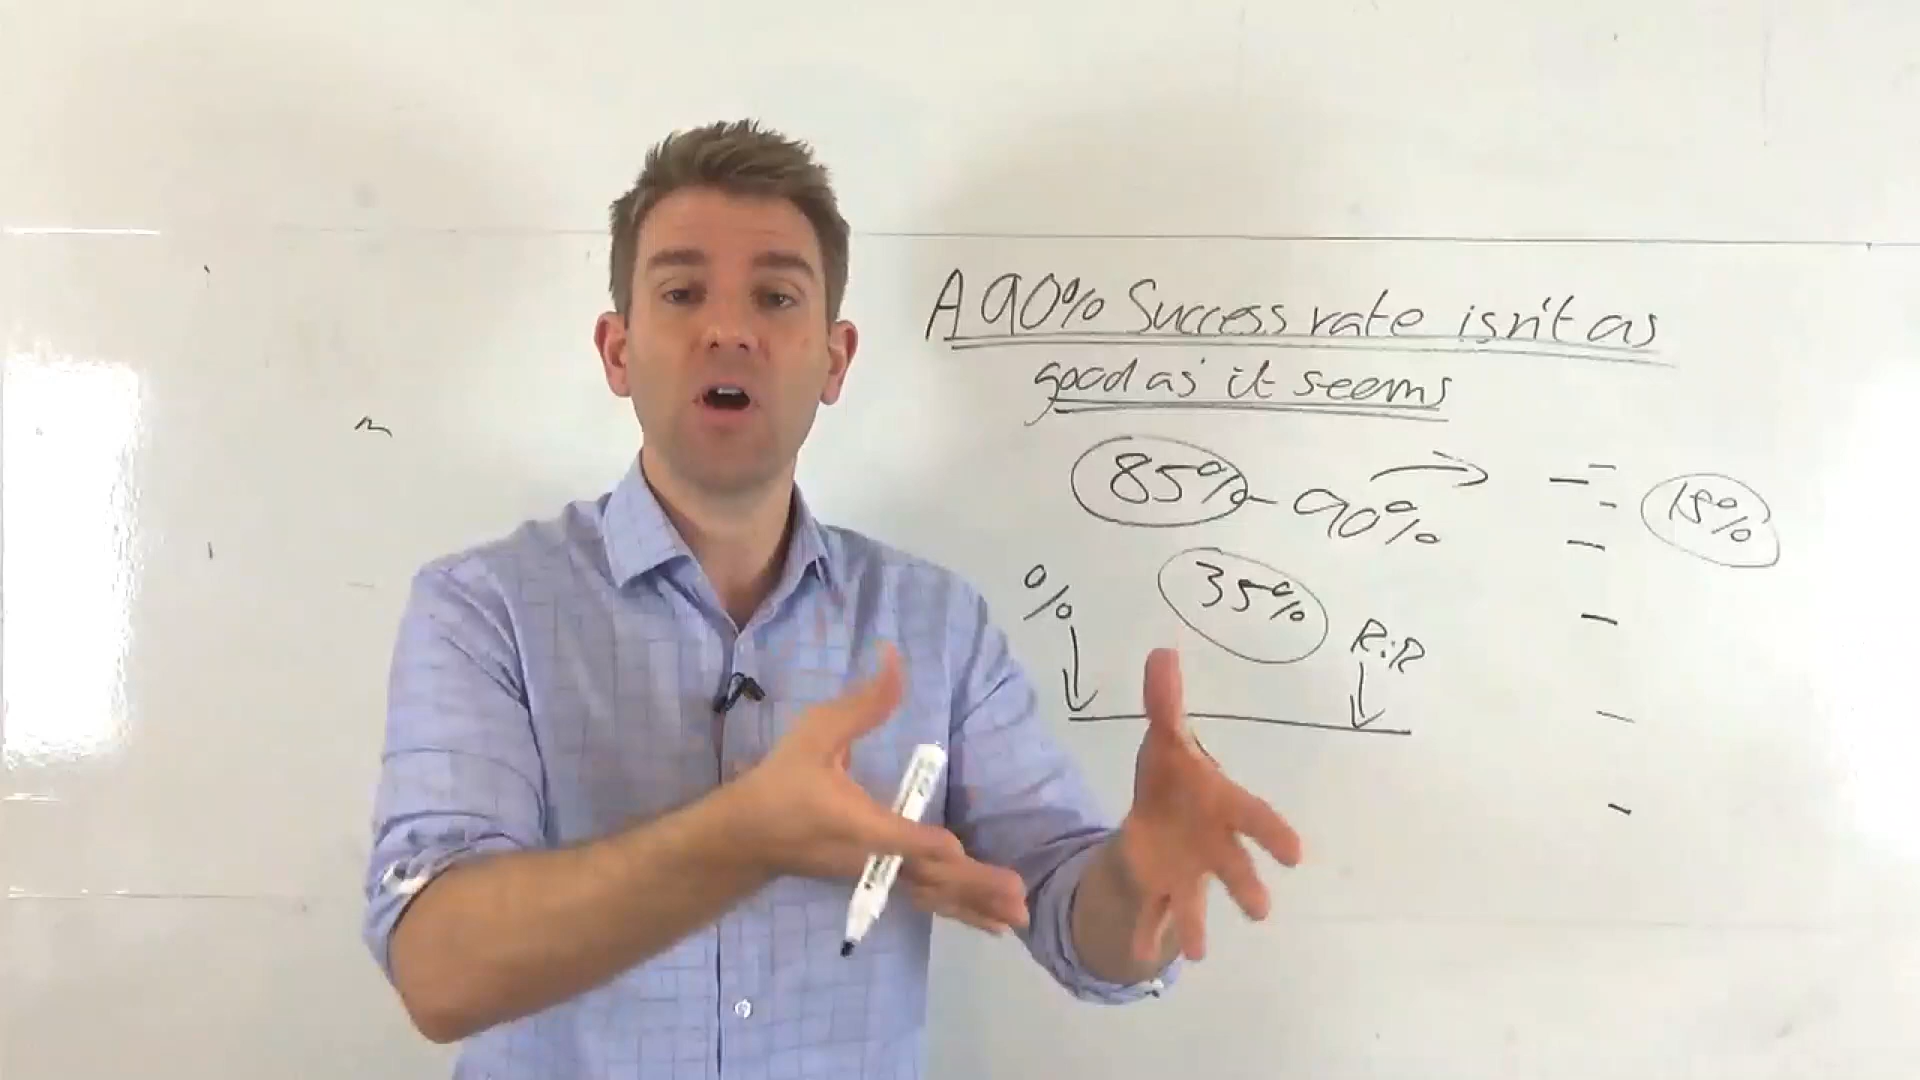 A 90% Success rate isn't as
good as it seems
85% - 90%
15%
35%
%
R:R